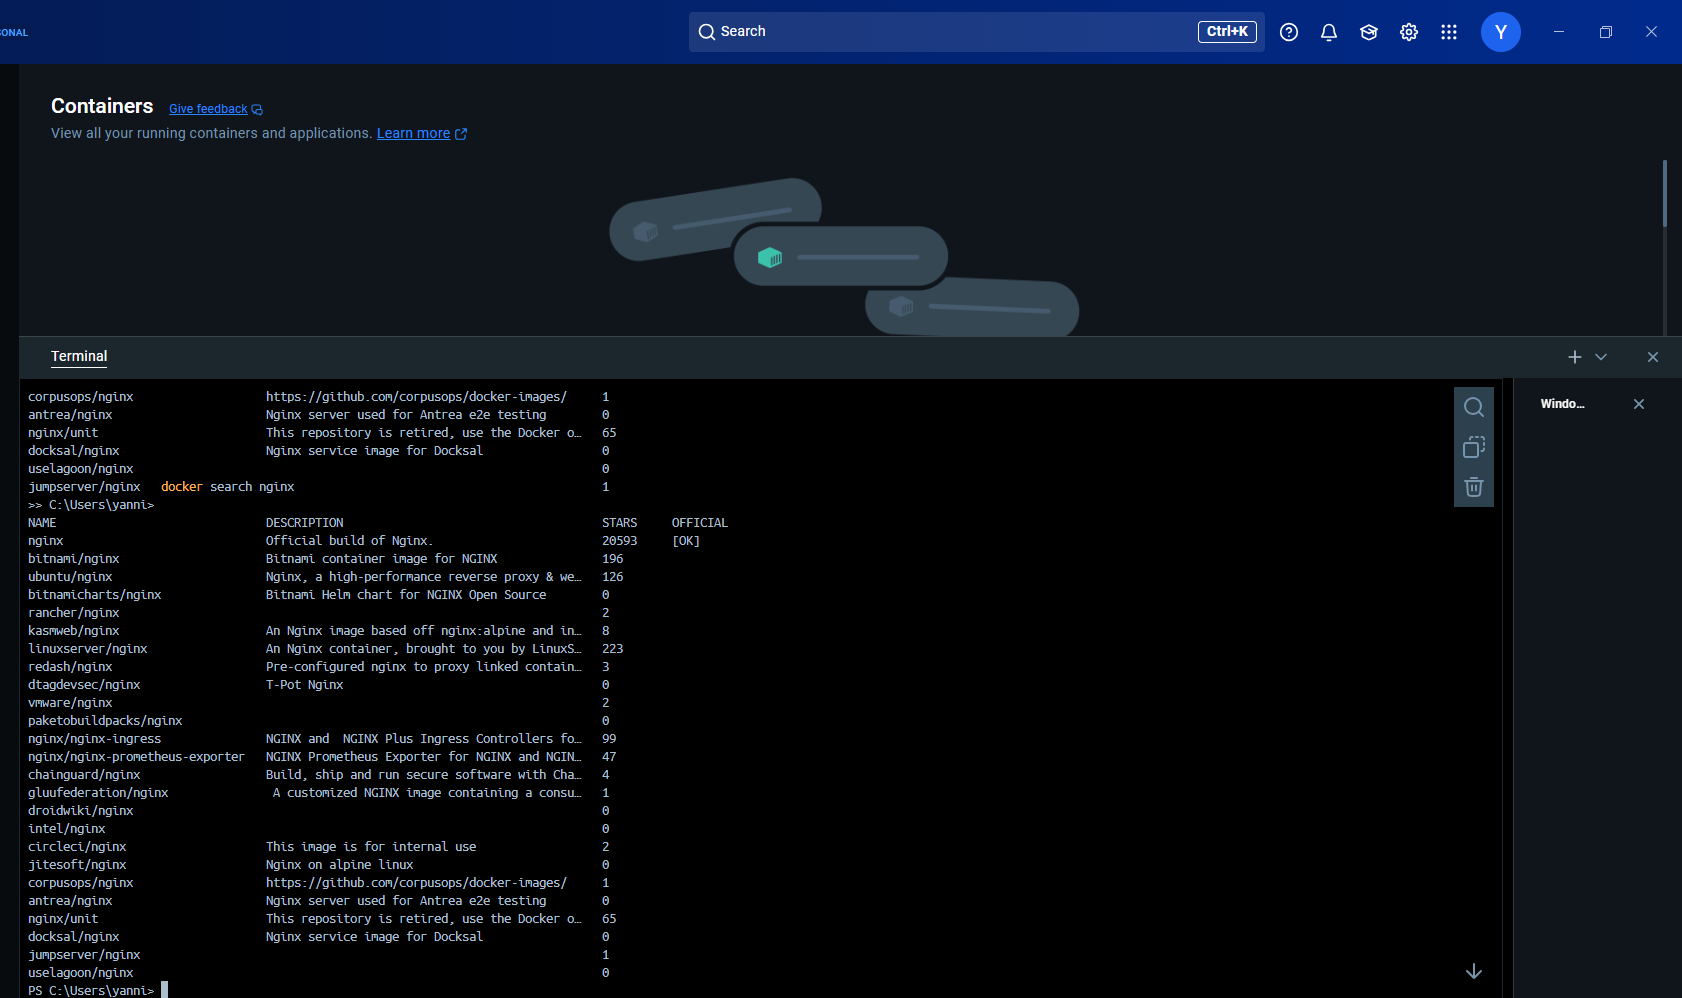 ONAL
Search Ctrl+K Y
Containers Give feedback
View all your running containers and applications. Learn more
Terminal
Windo...
corpusops/nginx https://github.com/corpusops/docker-images/ 1
antrea/nginx Nginx server used for Antrea e2e testing 0
nginx/unit This repository is retired, use the Docker o… 65
docksal/nginx Nginx service image for Docksal 0
uselagoon/nginx 0
jumpserver/nginx docker search nginx 1
>> C:\Users\yanni>
NAME DESCRIPTION STARS OFFICIAL
nginx Official build of Nginx. 20593 [OK]
bitnami/nginx Bitnami container image for NGINX 196
ubuntu/nginx Nginx, a high-performance reverse proxy & we… 126
bitnamicharts/nginx Bitnami Helm chart for NGINX Open Source 0
rancher/nginx 2
kasmweb/nginx An Nginx image based off nginx:alpine and in… 8
linuxserver/nginx An Nginx container, brought to you by LinuxS… 223
redash/nginx Pre-configured nginx to proxy linked contain… 3
dtagdevsec/nginx T-Pot Nginx 0
vmware/nginx 2
paketobuildpacks/nginx 0
nginx/nginx-ingress NGINX and  NGINX Plus Ingress Controllers fo… 99
nginx/nginx-prometheus-exporter NGINX Prometheus Exporter for NGINX and NGIN… 47
chainguard/nginx Build, ship and run secure software with Cha… 4
gluufederation/nginx A customized NGINX image containing a consu… 1
droidwiki/nginx 0
intel/nginx 0
circleci/nginx This image is for internal use 2
jitesoft/nginx Nginx on alpine linux 0
corpusops/nginx https://github.com/corpusops/docker-images/ 1
antrea/nginx Nginx server used for Antrea e2e testing 0
nginx/unit This repository is retired, use the Docker o… 65
docksal/nginx Nginx service image for Docksal 0
jumpserver/nginx 1
uselagoon/nginx 0
PS C:\Users\yanni>